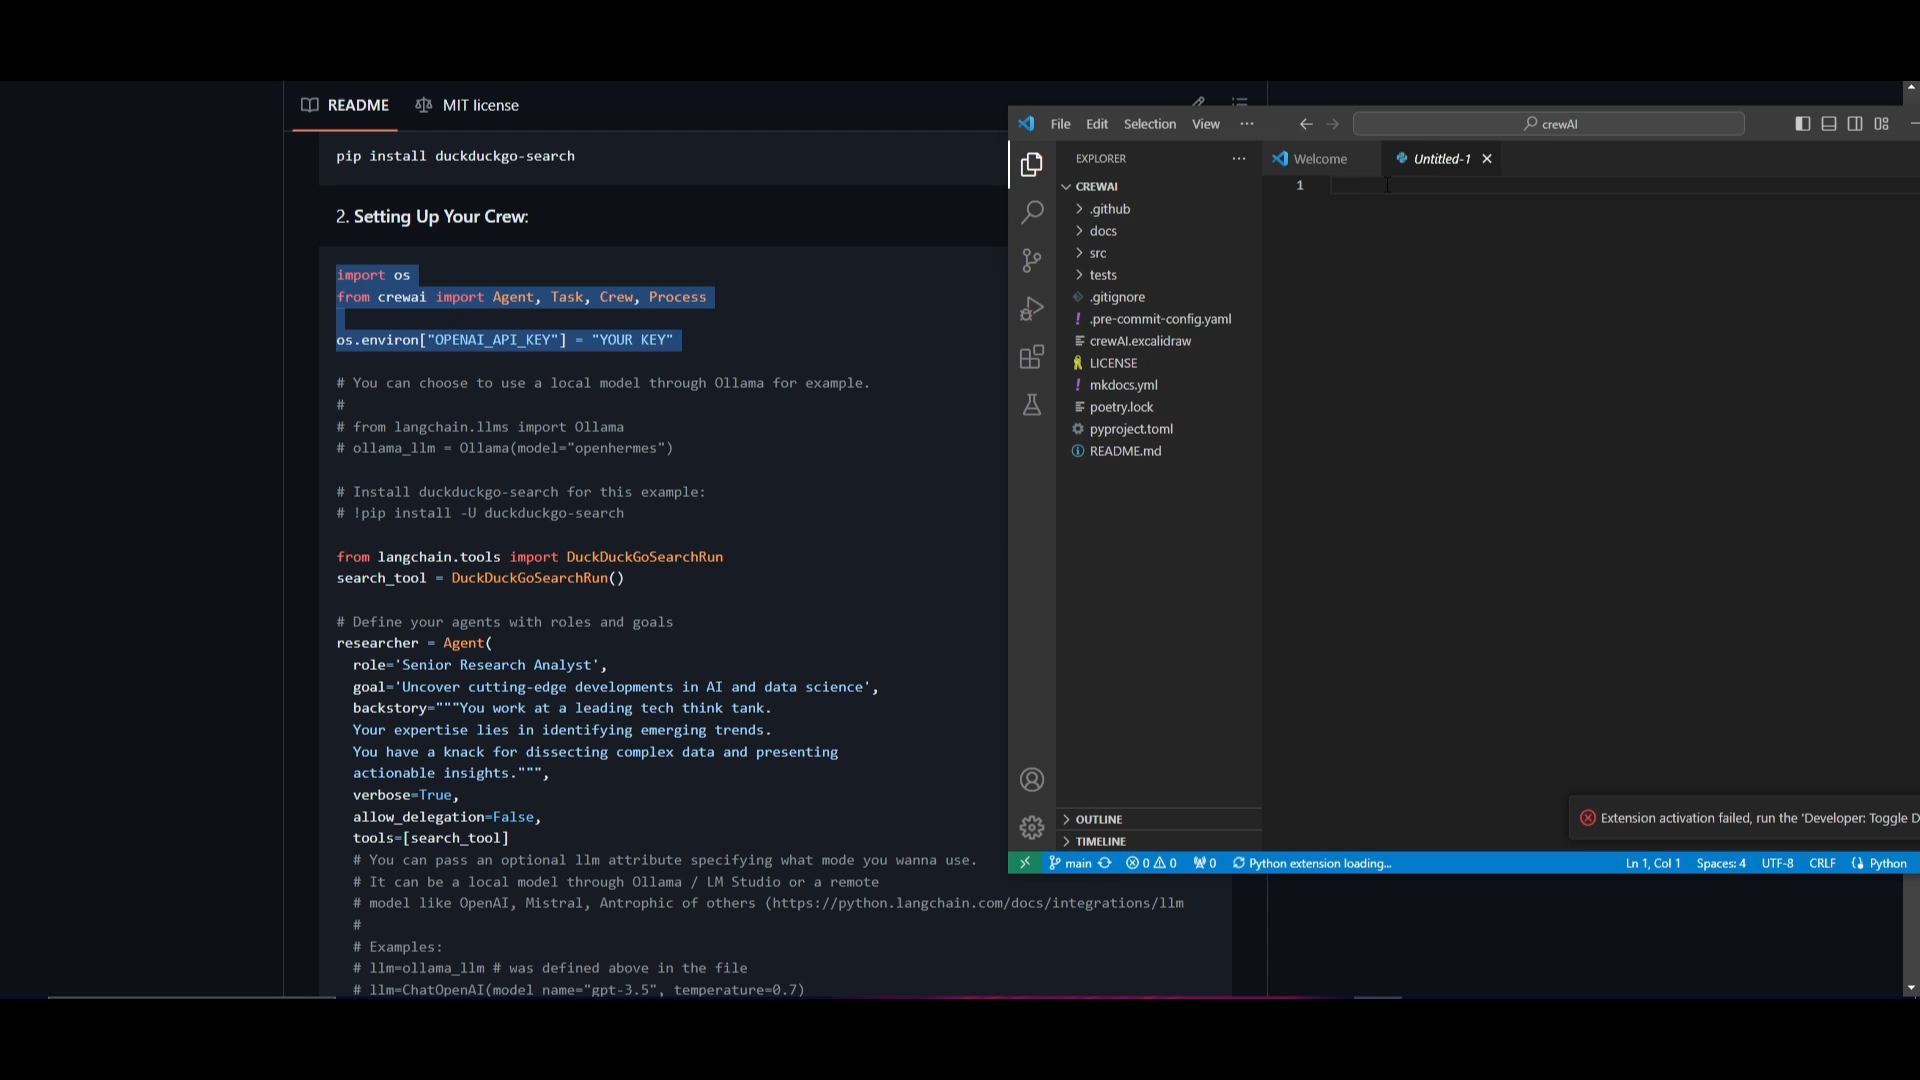 README
MIT license
pip install duckduckgo-search
2. Setting Up Your Crew:
import os
from crewai import Agent, Task, Crew, Process
os.environ["OPENAI_API_KEY"] = "YOUR KEY"
# You can choose to use a local model through Ollama for example.
#
# from langchain.llms import Ollama
# ollama_llm = Ollama(model="openhermes")
# Install duckduckgo-search for this example:
# !pip install -U duckduckgo-search
from langchain.tools import DuckDuckGoSearchRun
search_tool = DuckDuckGoSearchRun()
# Define your agents with roles and goals
researcher = Agent(
role='Senior Research Analyst',
goal='Uncover cutting-edge developments in AI and data science',
backstory="""You work at a leading tech think tank.
Your expertise lies in identifying emerging trends.
You have a knack for dissecting complex data and presenting
actionable insights.""",
verbose=True,
allow_delegation=False,
tools=[search_tool]
# You can pass an optional llm attribute specifying what mode you wanna use.
# It can be a local model through Ollama / LM Studio or a remote
# model like OpenAI, Mistral, Antrophic of others (https://python.langchain.com/docs/integrations/llm
#
# Examples:
# llm=ollama_llm # was defined above in the file
# llm=ChatOpenAI(model_name="gpt-3.5", temperature=0.7)
File Edit Selection View ···
crewAI
EXPLORER ···
Welcome
Untitled-1
1
CREWAI
.github
docs
src
tests
.gitignore
.pre-commit-config.yaml
crewAI.excalidraw
LICENSE
mkdocs.yml
poetry.lock
pyproject.toml
README.md
OUTLINE
TIMELINE
Extension activation failed, run the 'Developer: Toggle D
main 0 0 0 Python extension loading... Ln 1, Col 1 Spaces: 4 UTF-8 CRLF Python